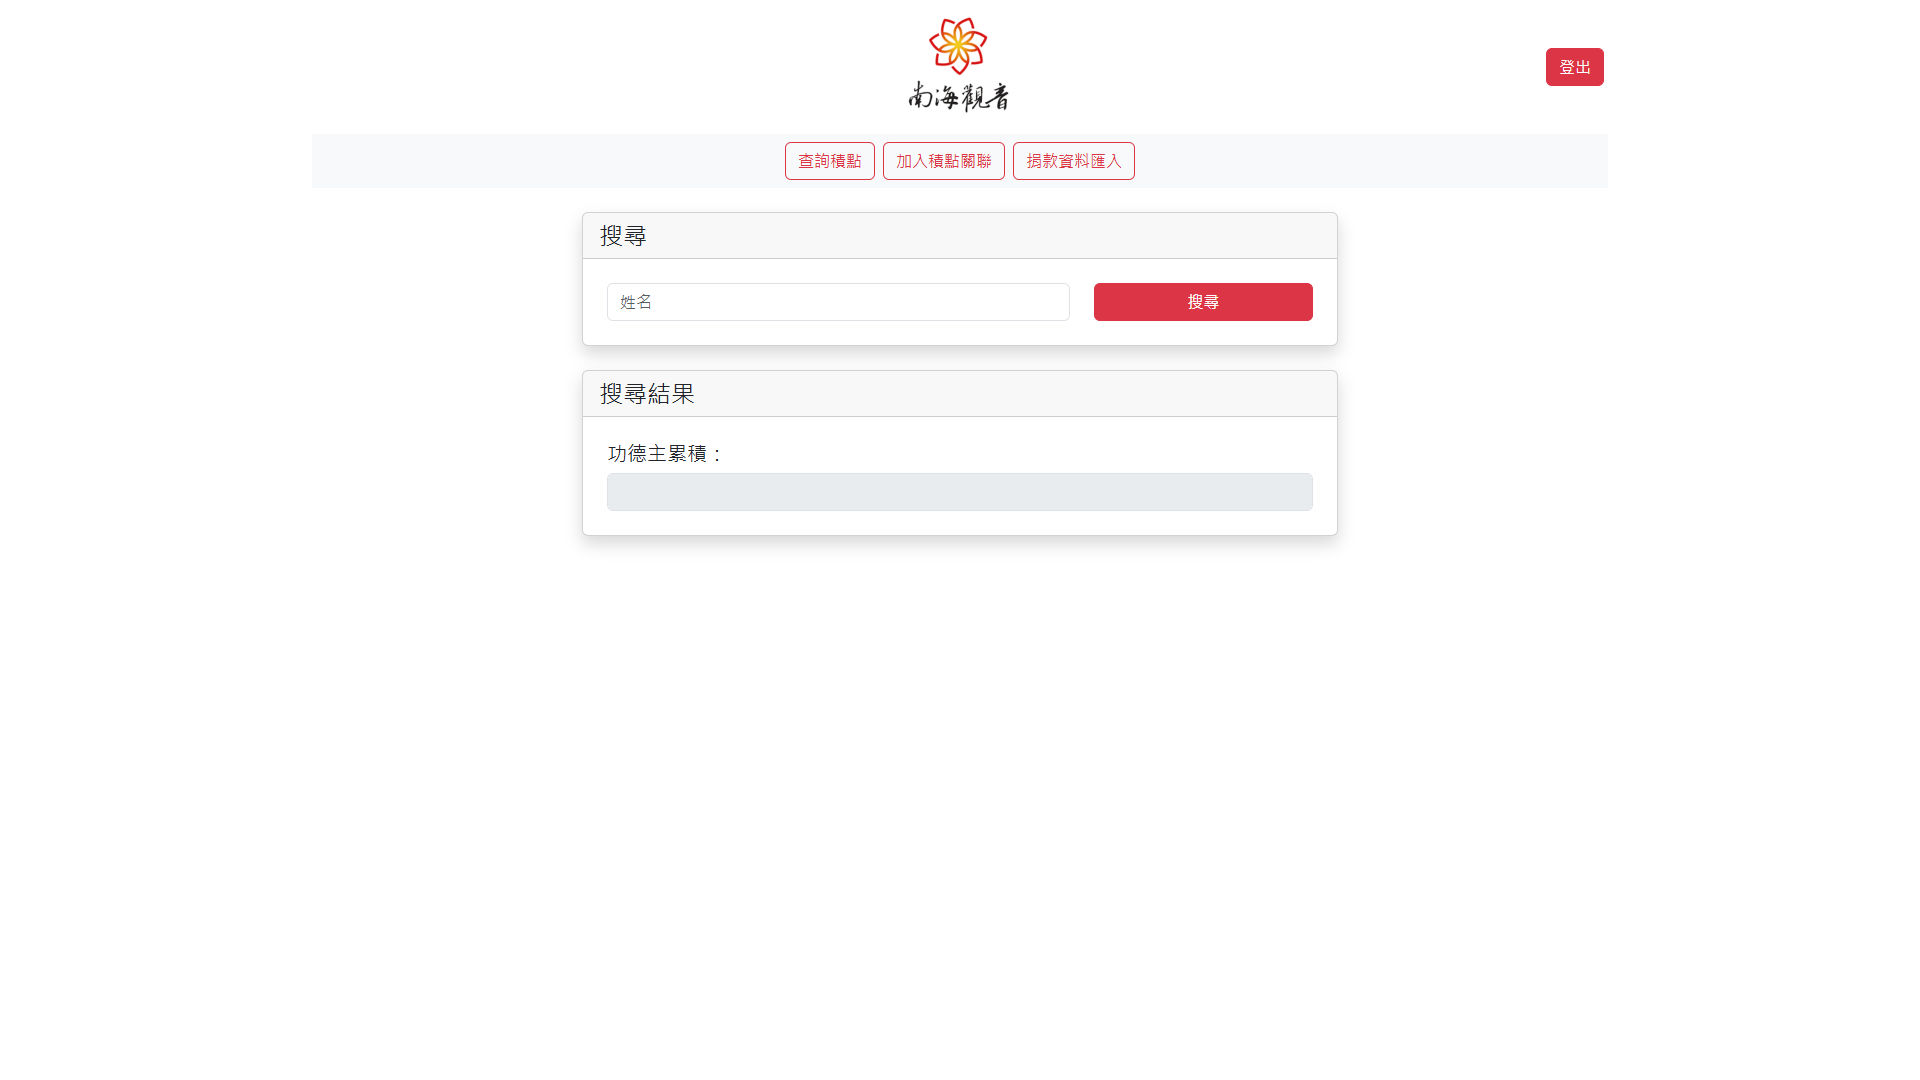 南海觀音
登出
查詢積點 加入積點關聯 捐款資料匯入
搜尋
姓名 搜尋
搜尋結果
功德主累積：